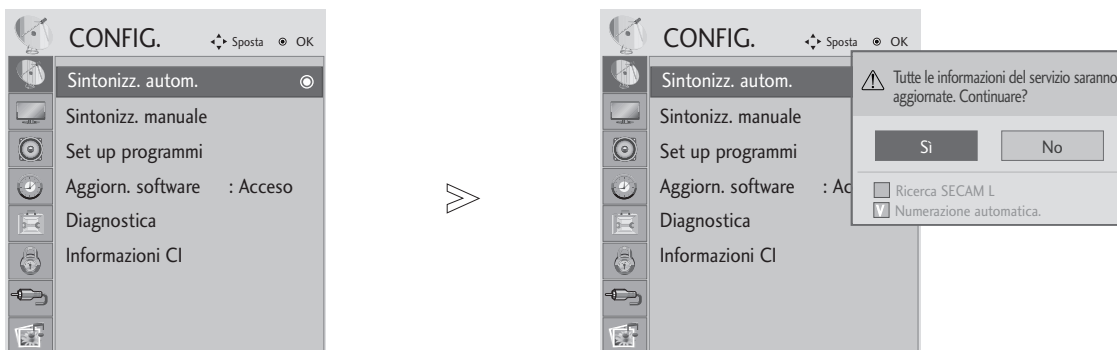 CONFIG. Sposta OK
Sintonizz. autom.
Sintonizz. manuale
Set up programmi
Aggiorn. software : Acceso
Diagnostica
Informazioni CI
CONFIG. Sposta OK
Sintonizz. autom.
Sintonizz. manuale
Set up programmi
Aggiorn. software : Ac
Diagnostica
Informazioni CI
Tutte le informazioni del servizio saranno
aggiornate. Continuare?
Sì No
Ricerca SECAM L
V Numerazione automatica.